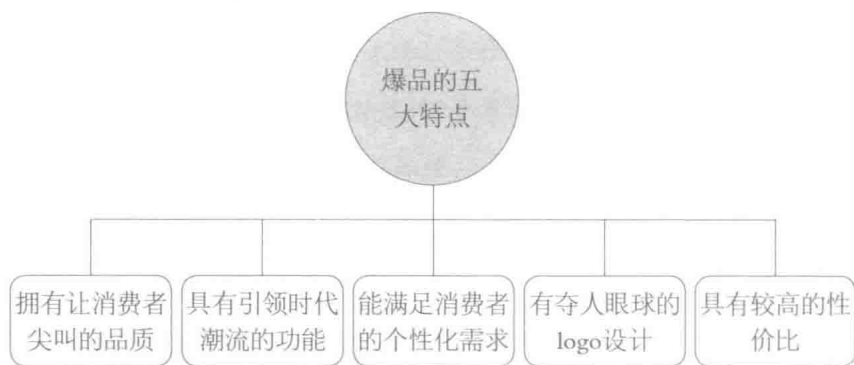 爆品的五
大特点
拥有让消费者
尖叫的品质
具有引领时代
潮流的功能
能满足消费者
的个性化需求
有夺人眼球的
logo设计
具有较高的性
价比